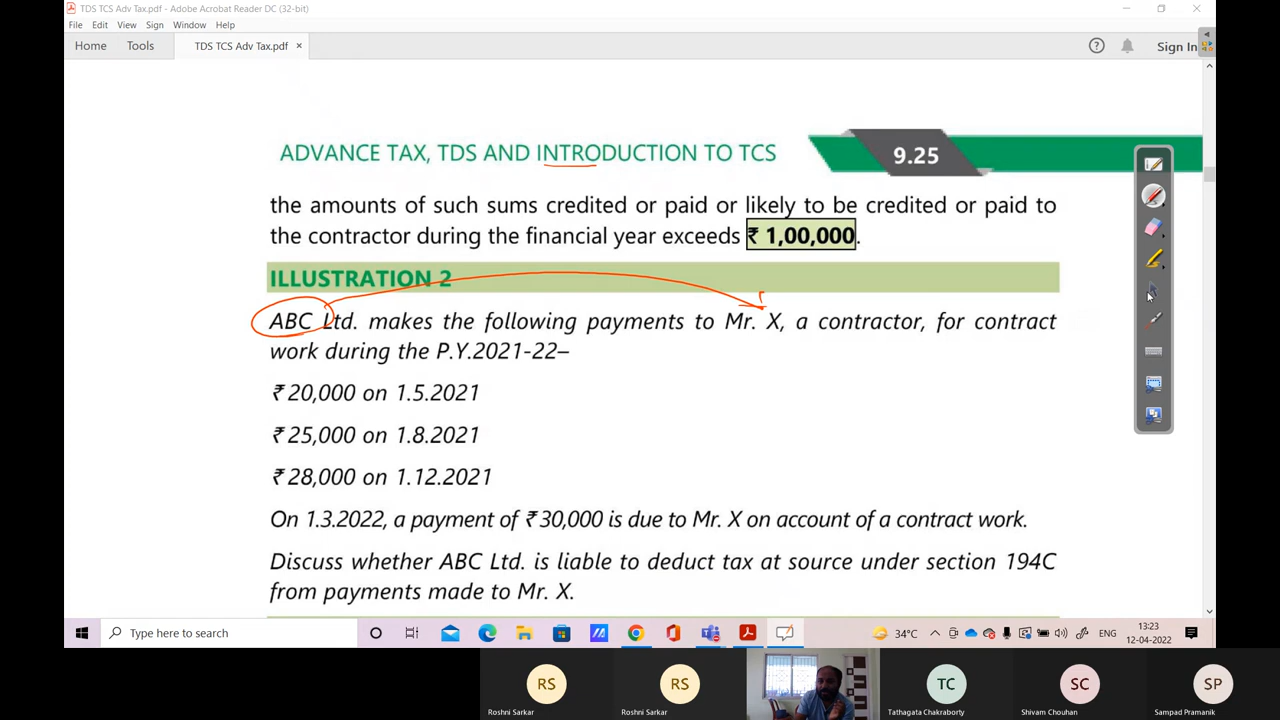 TDS TCS Adv Tax.pdf - Adobe Acrobat Reader DC (32-bit)
File Edit View Sign Window Help
Home Tools TDS TCS Adv Tax.pdf × Sign In
ADVANCE TAX, TDS AND INTRODUCTION TO TCS 9.25
the amounts of such sums credited or paid or likely to be credited or paid to
the contractor during the financial year exceeds ₹ 1,00,000.
ILLUSTRATION 2
ABC Ltd. makes the following payments to Mr. X, a contractor, for contract
work during the P.Y.2021-22–
₹ 20,000 on 1.5.2021
₹ 25,000 on 1.8.2021
₹ 28,000 on 1.12.2021
On 1.3.2022, a payment of ₹ 30,000 is due to Mr. X on account of a contract work.
Discuss whether ABC Ltd. is liable to deduct tax at source under section 194C
from payments made to Mr. X.
Type here to search 34°C ENG 13:23
12-04-2022
RS RS TC SC SP
Roshni Sarkar Roshni Sarkar Tathagata Chakraborty Shivam Chouhan Sampad Pramanik